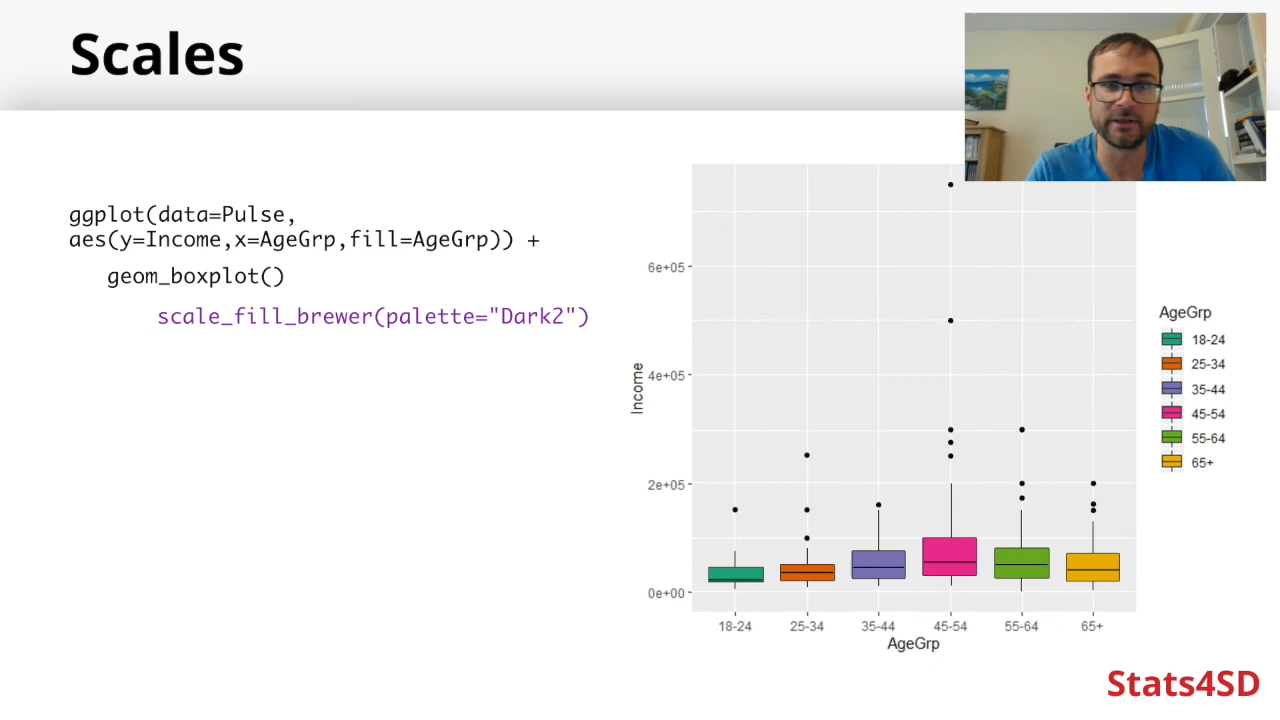 Scales
ggplot(data=Pulse,
aes(y=Income,x=AgeGrp,fill=AgeGrp)) +
geom_boxplot()
scale_fill_brewer(palette="Dark2")
6e+05
4e+05
2e+05
0e+00
Income
18-24 25-34 35-44 45-54 55-64 65+
AgeGrp
AgeGrp
18-24
25-34
35-44
45-54
55-64
65+
Stats4SD